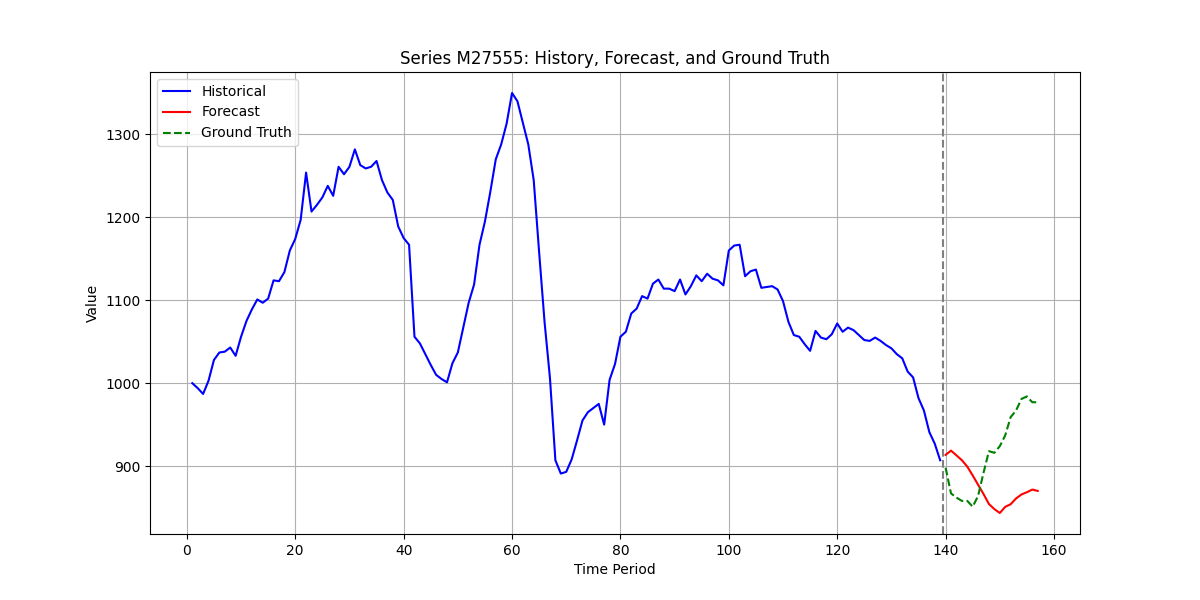 Series M27555: History, Forecast, and Ground Truth
Historical
Forecast
Ground Truth
1300
1200
1100
1000
900
Value
0 20 40 60 80 100 120 140 160
Time Period